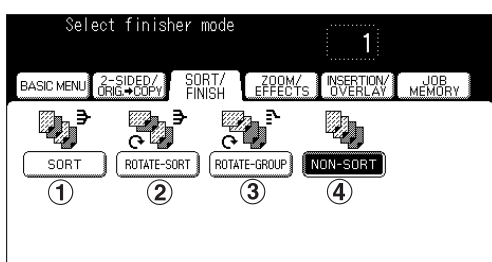 Select finisher mode
1
BASIC MENU 2-SIDED/ SORT/ ZOOM/ INSERTION/ JOB
ORIG.➡COPY FINISH EFFECTS OVERLAY MEMORY
SORT ROTATE-SORT ROTATE-GROUP NON-SORT
① ② ③ ④